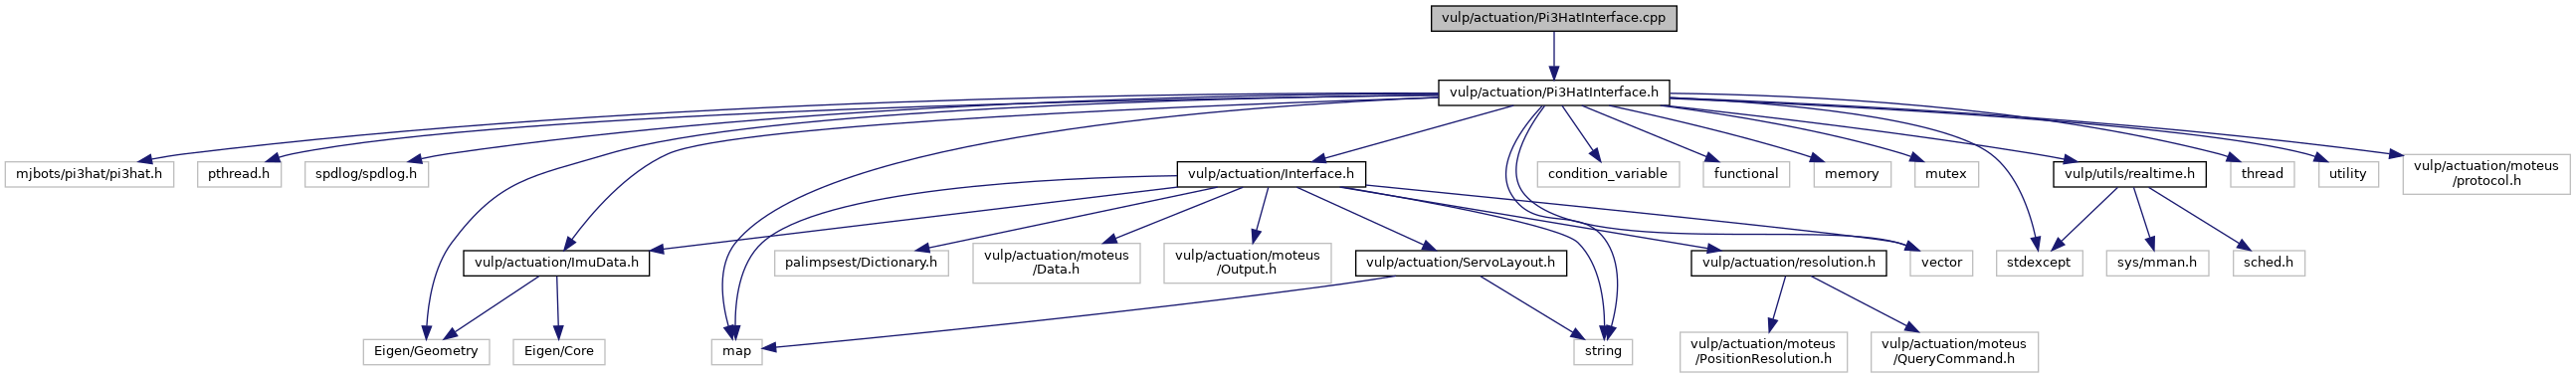 vulp/actuation/Pi3HatInterface.cpp
vulp/actuation/Pi3HatInterface.h
mjbots/pi3hat/pi3hat.h
pthread.h
spdlog/spdlog.h
vulp/actuation/Interface.h
condition_variable
functional
memory
mutex
vulp/utils/realtime.h
thread
utility
vulp/actuation/moteus
/protocol.h
vulp/actuation/ImuData.h
palimpsest/Dictionary.h
vulp/actuation/moteus
/Data.h
vulp/actuation/moteus
/Output.h
vulp/actuation/ServoLayout.h
vulp/actuation/resolution.h
vector
stdexcept
sys/mman.h
sched.h
Eigen/Geometry
Eigen/Core
map
string
vulp/actuation/moteus
/PositionResolution.h
vulp/actuation/moteus
/QueryCommand.h